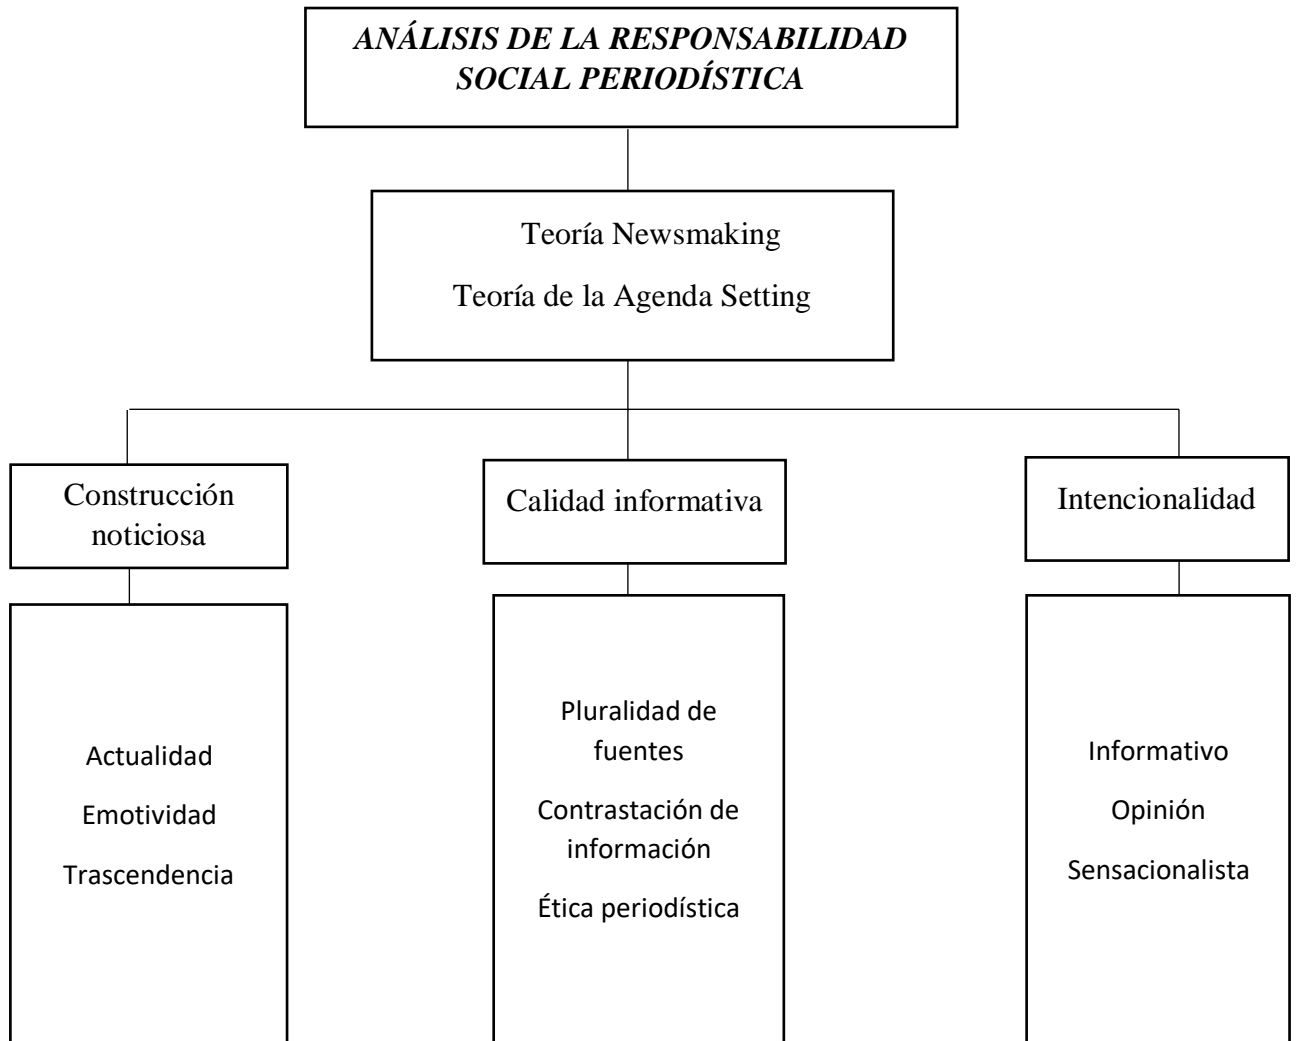 ANÁLISIS DE LA RESPONSABILIDAD
SOCIAL PERIODÍSTICA
Teoría Newsmaking
Teoría de la Agenda Setting
Construcción
noticiosa
Calidad informativa
Intencionalidad
Actualidad
Emotividad
Trascendencia
Pluralidad de
fuentes
Contrastación de
información
Ética periodística
Informativo
Opinión
Sensacionalista